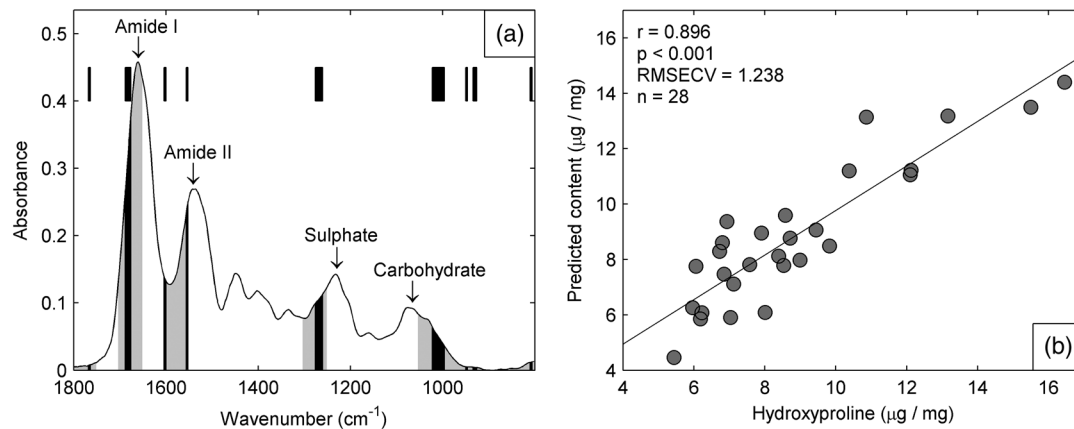 (a)
Amide I
Amide II
Sulphate
Carbohydrate
Absorbance
0.5
0.4
0.3
0.2
0.1
0
1800
1600
1400
1200
1000
Wavenumber (cm⁻¹)
r = 0.896
p < 0.001
RMSECV = 1.238
n = 28
(b)
Predicted content (μg / mg)
16
14
12
10
8
6
4
4
6
8
10
12
14
16
Hydroxyproline (μg / mg)